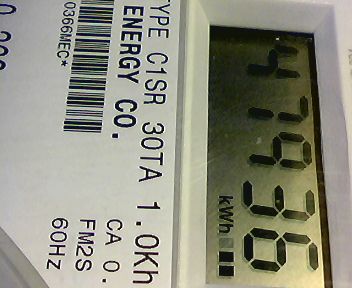 47936
kWh
TYPE C1SR 30TA 1.0Kh
ENERGY CO.
CA 0.
FM2S
0366MEC*
60HZ